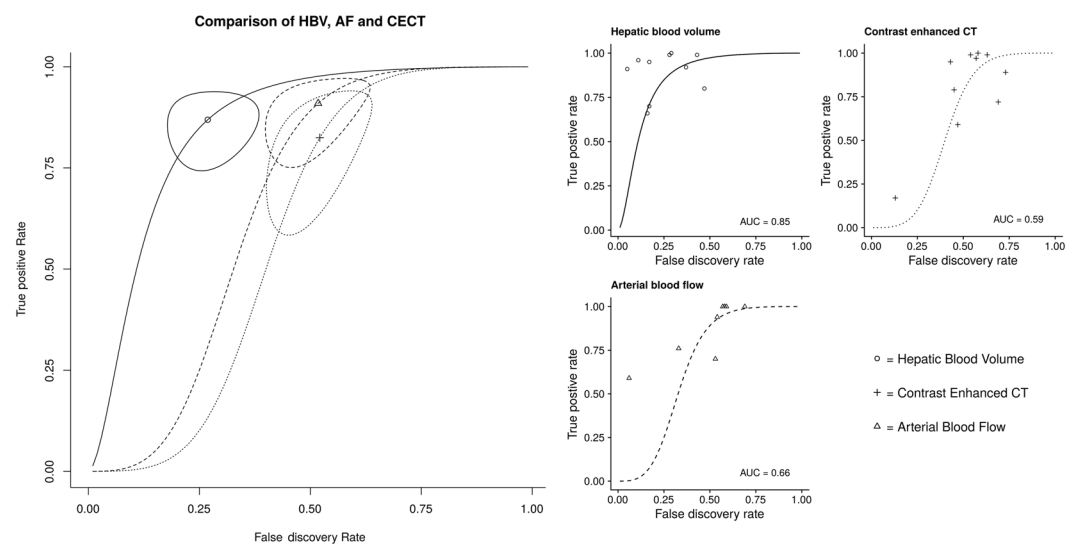 Comparison of HBV, AF and CECT
True positive Rate
1.00
0.75
0.50
0.25
0.00
0.00 0.25 0.50 0.75 1.00
False discovery Rate
Hepatic blood volume
True postive rate
1.00
0.75
0.50
0.25
0.00
AUC = 0.85
0.00 0.25 0.50 0.75 1.00
False discovery rate
Contrast enhanced CT
True postive rate
1.00
0.75
0.50
0.25
0.00
AUC = 0.59
0.00 0.25 0.50 0.75 1.00
False discovery rate
Arterial blood flow
True postive rate
1.00
0.75
0.50
0.25
0.00
AUC = 0.66
0.00 0.25 0.50 0.75 1.00
False discovery rate
= Hepatic Blood Volume
= Contrast Enhanced CT
= Arterial Blood Flow